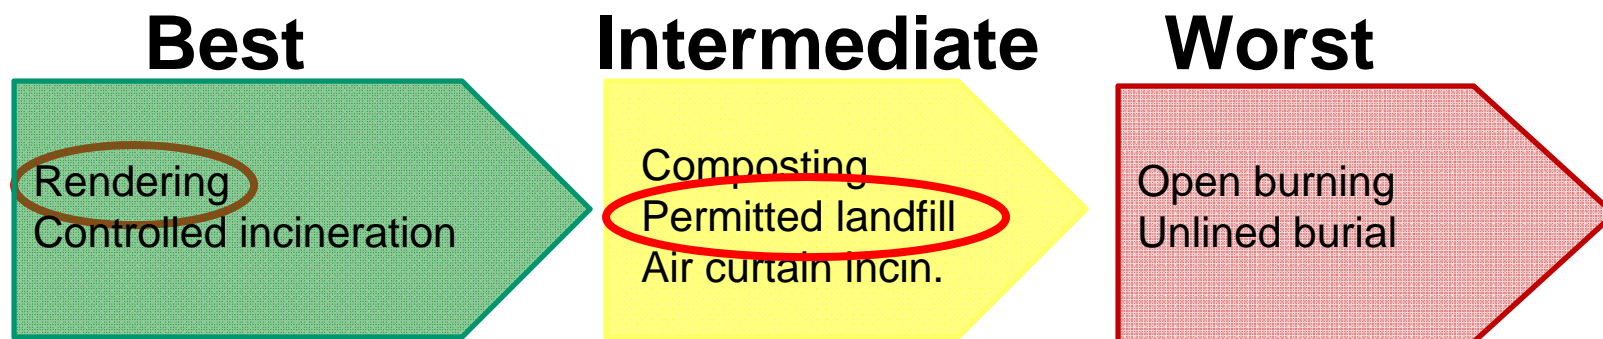 Best
Rendering
Controlled incineration
Intermediate
Composting
Permitted landfill
Air curtain incin.
Worst
Open burning
Unlined burial